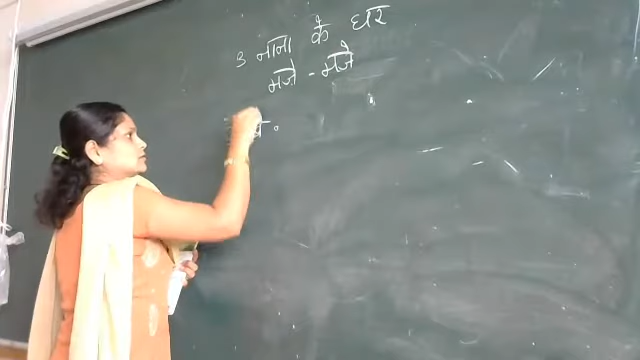 3 नाना के घर
मजे - मजे